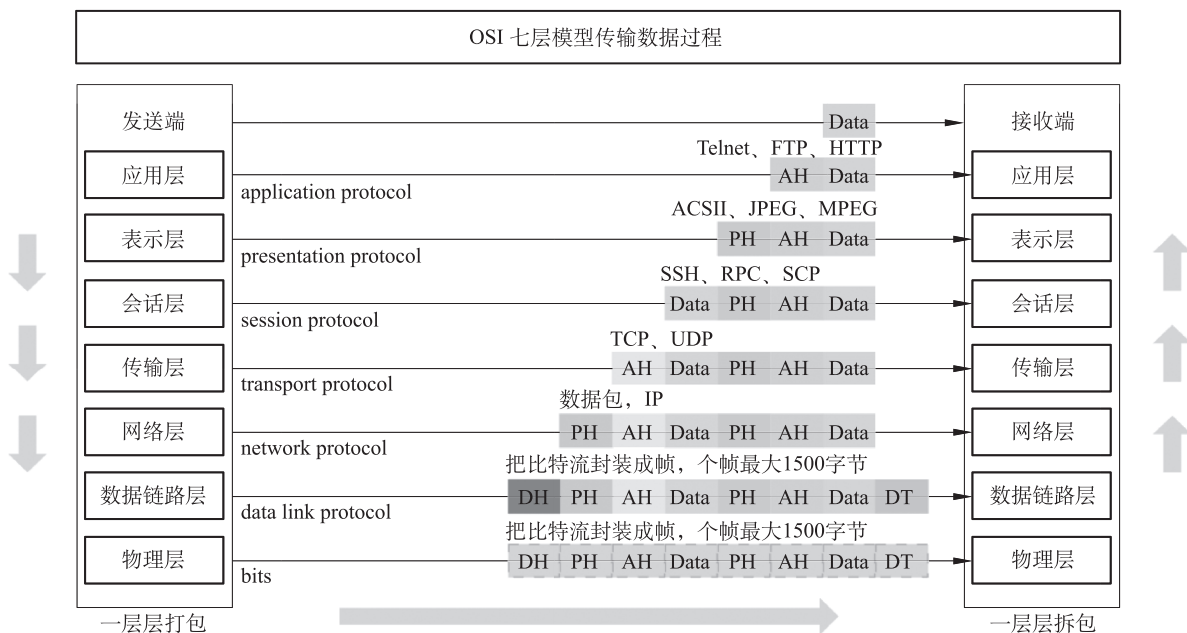 OSI 七层模型传输数据过程
发送端
Data
接收端
Telnet、FTP、HTTP
应用层
AH Data
应用层
application protocol
ACSII、JPEG、MPEG
表示层
PH AH Data
表示层
presentation protocol
SSH、RPC、SCP
会话层
Data PH AH Data
会话层
session protocol
TCP、UDP
传输层
AH Data PH AH Data
传输层
transport protocol
数据包，IP
网络层
PH AH Data PH AH Data
网络层
network protocol
把比特流封装成帧，个帧最大1500字节
数据链路层
DH PH AH Data PH AH Data DT
数据链路层
data link protocol
把比特流封装成帧，个帧最大1500字节
物理层
DH PH AH Data PH AH Data DT
物理层
bits
一层层打包
一层层拆包